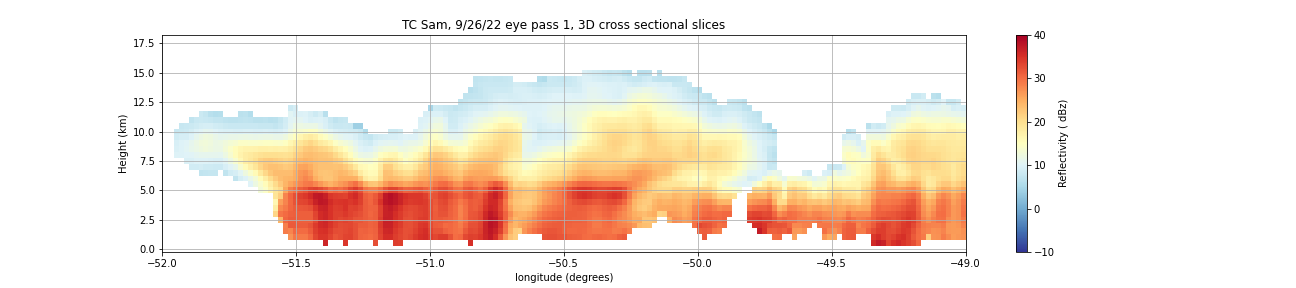 TC Sam, 9/26/22 eye pass 1, 3D cross sectional slices
17.5
15.0
12.5
10.0
7.5
5.0
2.5
0.0
Height (km)
−52.0 −51.5 −51.0 −50.5 −50.0 −49.5 −49.0
longitude (degrees)
40
30
20
10
0
−10
Reflectivity ( dBz)